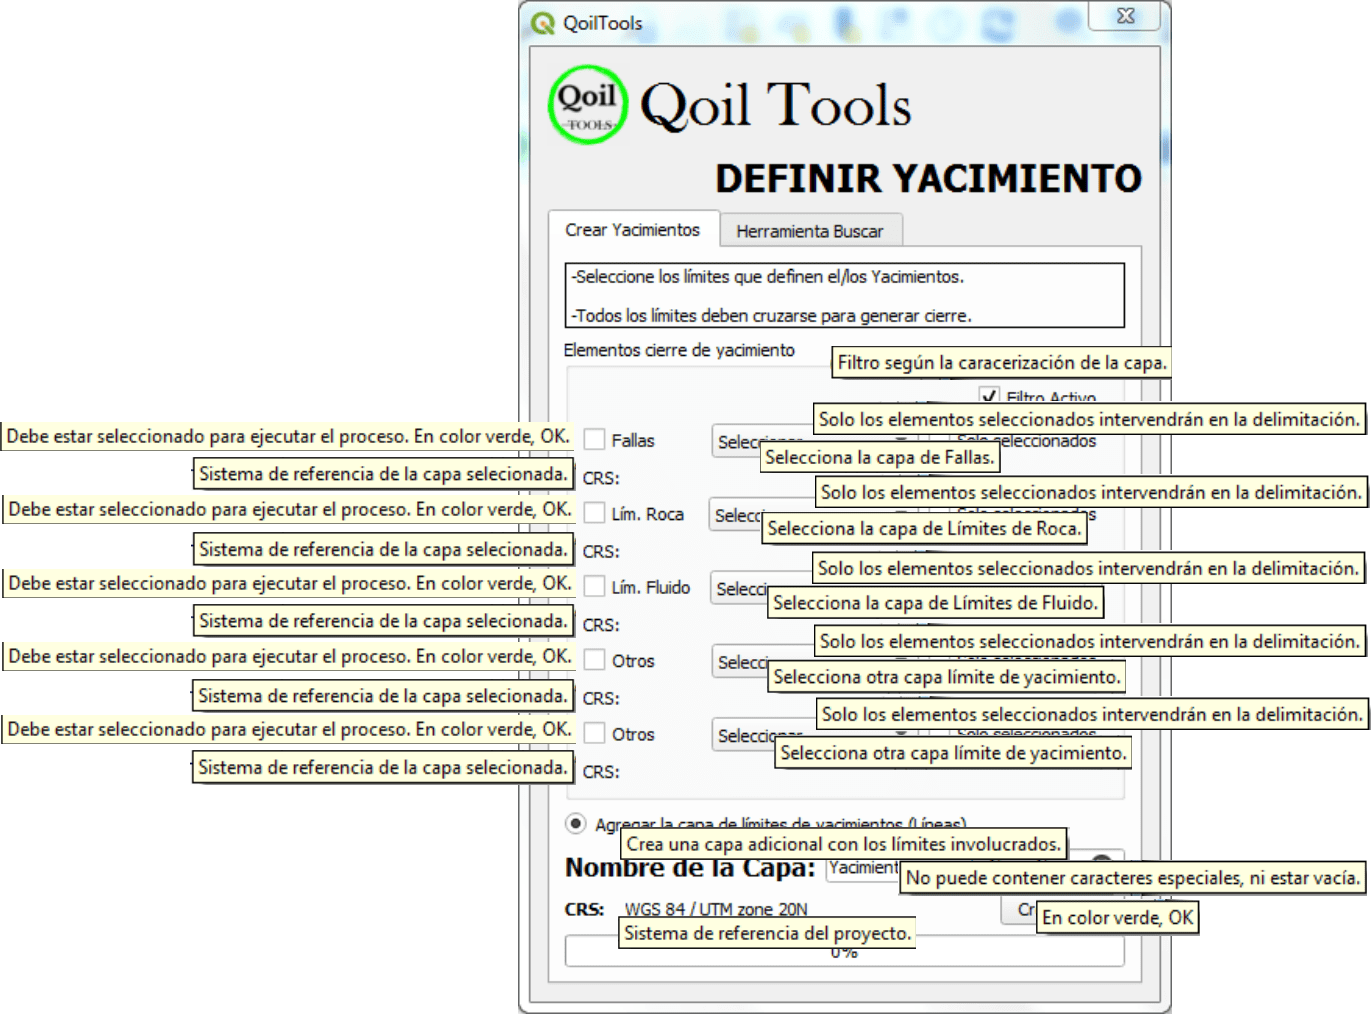 QoilTools
Qoil
TOOLS
Qoil Tools
DEFINIR YACIMIENTO
Crear Yacimientos
Herramienta Buscar
-Seleccione los límites que definen el/los Yacimientos.
-Todos los límites deben cruzarse para generar cierre.
Elementos cierre de yacimiento
Filtro según la caracerización de la capa.
Filtro Activo
Solo los elementos seleccionados intervendrán en la delimitación.
Debe estar seleccionado para ejecutar el proceso. En color verde, OK.
Fallas
Seleccionar
Solo seleccionados
Selecciona la capa de Fallas.
Sistema de referencia de la capa selecionada.
CRS:
Solo los elementos seleccionados intervendrán en la delimitación.
Debe estar seleccionado para ejecutar el proceso. En color verde, OK.
Lím. Roca
Selecc
Solo seleccionados
Selecciona la capa de Límites de Roca.
Sistema de referencia de la capa selecionada.
CRS:
Solo los elementos seleccionados intervendrán en la delimitación.
Debe estar seleccionado para ejecutar el proceso. En color verde, OK.
Lím. Fluido
Selecci
Selecciona la capa de Límites de Fluido.
Sistema de referencia de la capa selecionada.
CRS:
Solo los elementos seleccionados intervendrán en la delimitación.
Debe estar seleccionado para ejecutar el proceso. En color verde, OK.
Otros
Selecci
Selecciona otra capa límite de yacimiento.
Sistema de referencia de la capa selecionada.
CRS:
Solo los elementos seleccionados intervendrán en la delimitación.
Debe estar seleccionado para ejecutar el proceso. En color verde, OK.
Otros
Seleccionar
Solo seleccionados
Selecciona otra capa límite de yacimiento.
Sistema de referencia de la capa selecionada.
CRS:
Agregar la capa de límites de yacimientos (Líneas)
Crea una capa adicional con los límites involucrados.
Nombre de la Capa:
Yacimient
No puede contener caracteres especiales, ni estar vacía.
CRS:
WGS 84 / UTM zone 20N
Cr
En color verde, OK
Sistema de referencia del proyecto.
0%